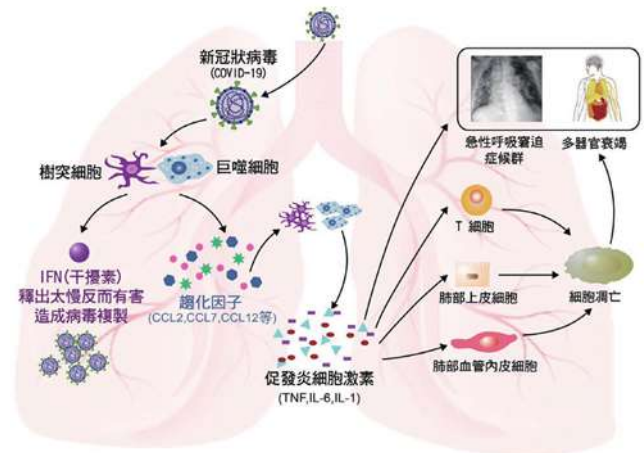 新冠狀病毒
(COVID-19)
樹突細胞
巨噬細胞
IFN(干擾素)
釋出太慢反而有害
造成病毒複製
趨化因子
(CCL2,CCL7,CCL12等)
促發炎細胞激素
(TNF,IL-6,IL-1)
急性呼吸窘迫
症候群
多器官衰竭
T 細胞
肺部上皮細胞
肺部血管內皮細胞
細胞凋亡